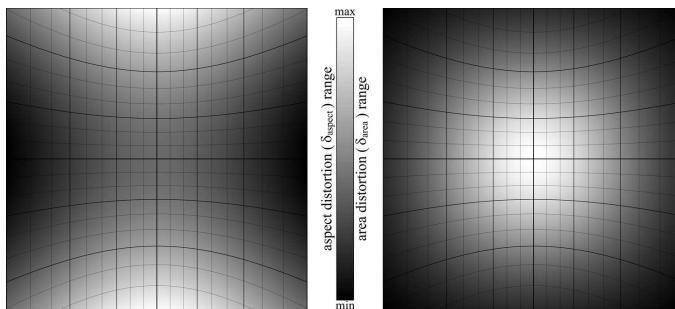 max
aspect distortion ( δaspect ) range
area distortion ( δarea ) range
min